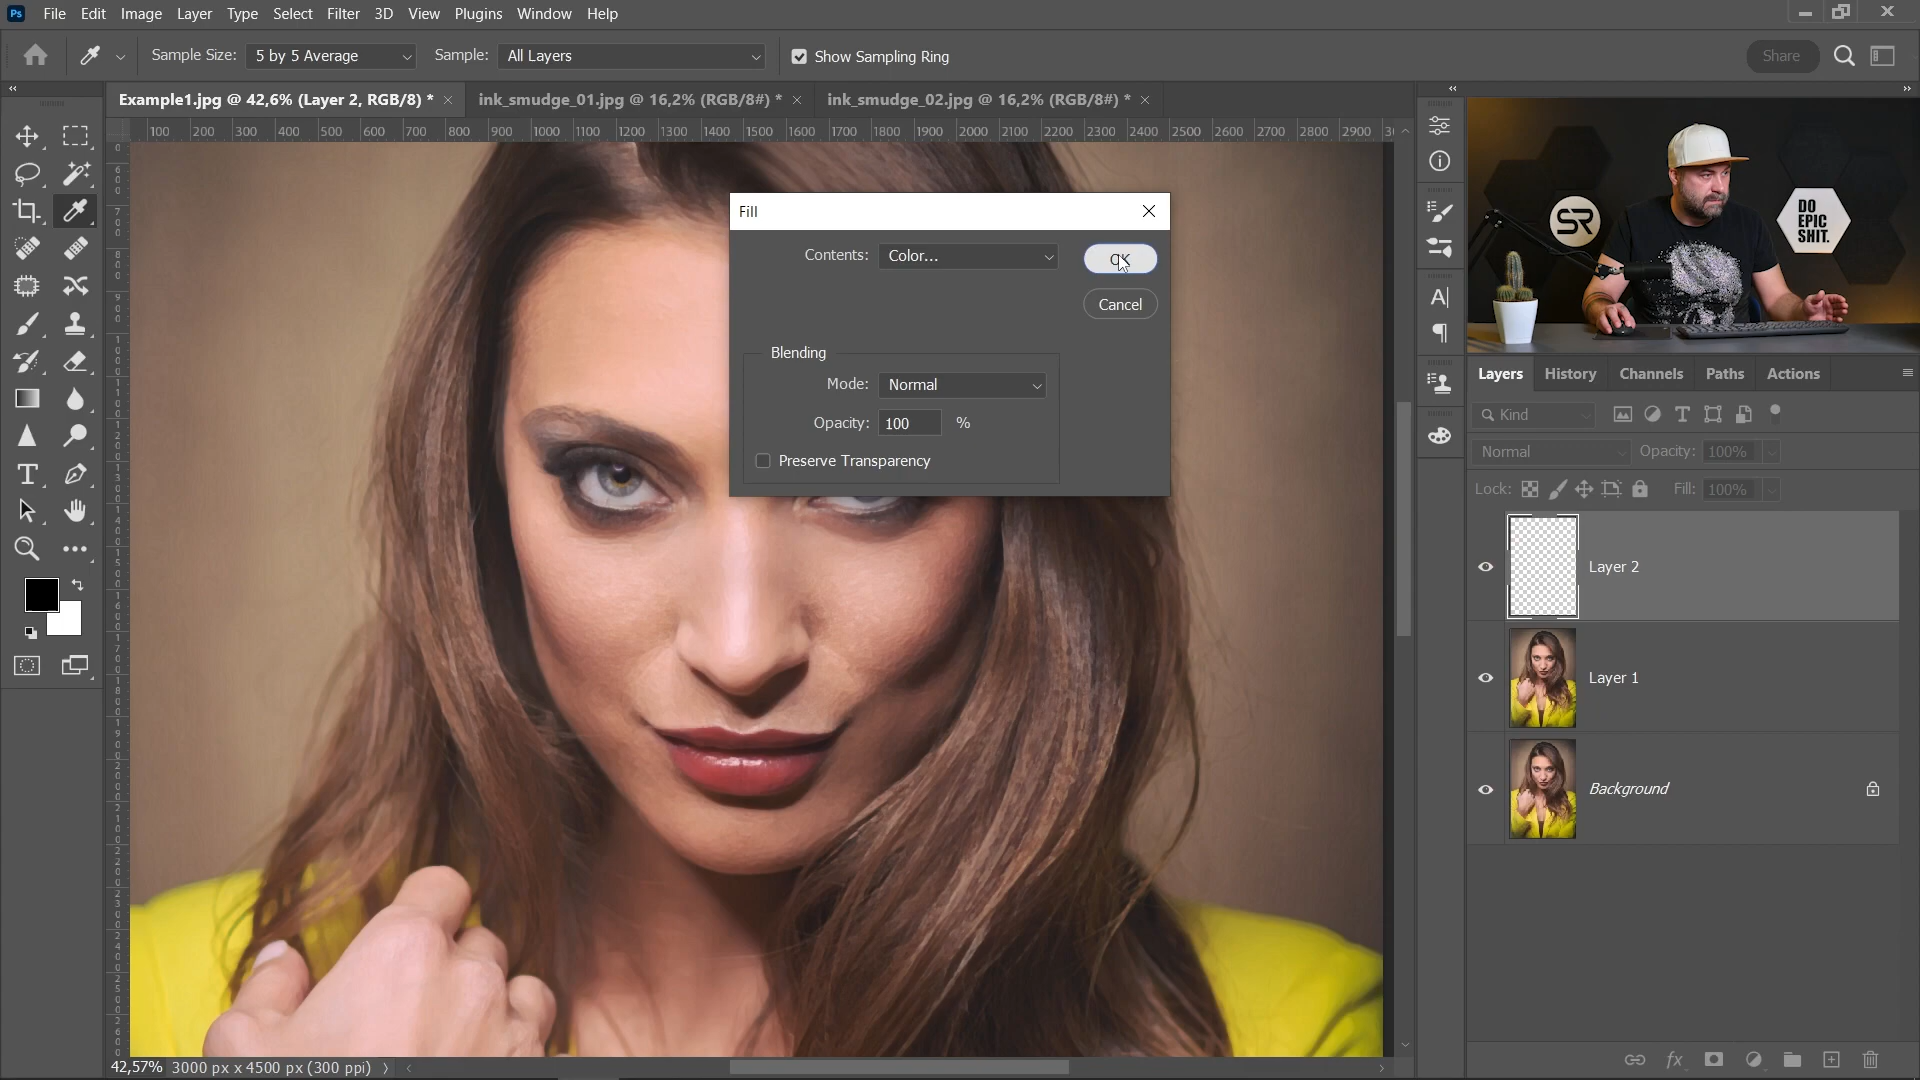 Ps File Edit Image Layer Type Select Filter 3D View Plugins Window Help
Sample Size: 5 by 5 Average Sample: All Layers Show Sampling Ring Share
Example1.jpg @ 42,6% (Layer 2, RGB/8) * ink_smudge_01.jpg @ 16,2% (RGB/8#) * ink_smudge_02.jpg @ 16,2% (RGB/8#) *
100 200 300 400 500 600 700 800 900 1000 1100 1200 1300 1400 1500 1600 1700 1800 1900 2000 2100 2200 2300 2400 2500 2600 2700 2800 2900
Fill
Contents: Color... OK
Cancel
Blending
Mode: Normal
Opacity: 100 %
Preserve Transparency
SR
DO
EPIC
SHIT.
Layers History Channels Paths Actions
Kind
Normal Opacity: 100%
Lock: Fill: 100%
Layer 2
Layer 1
Background
42,57% 3000 px x 4500 px (300 ppi)